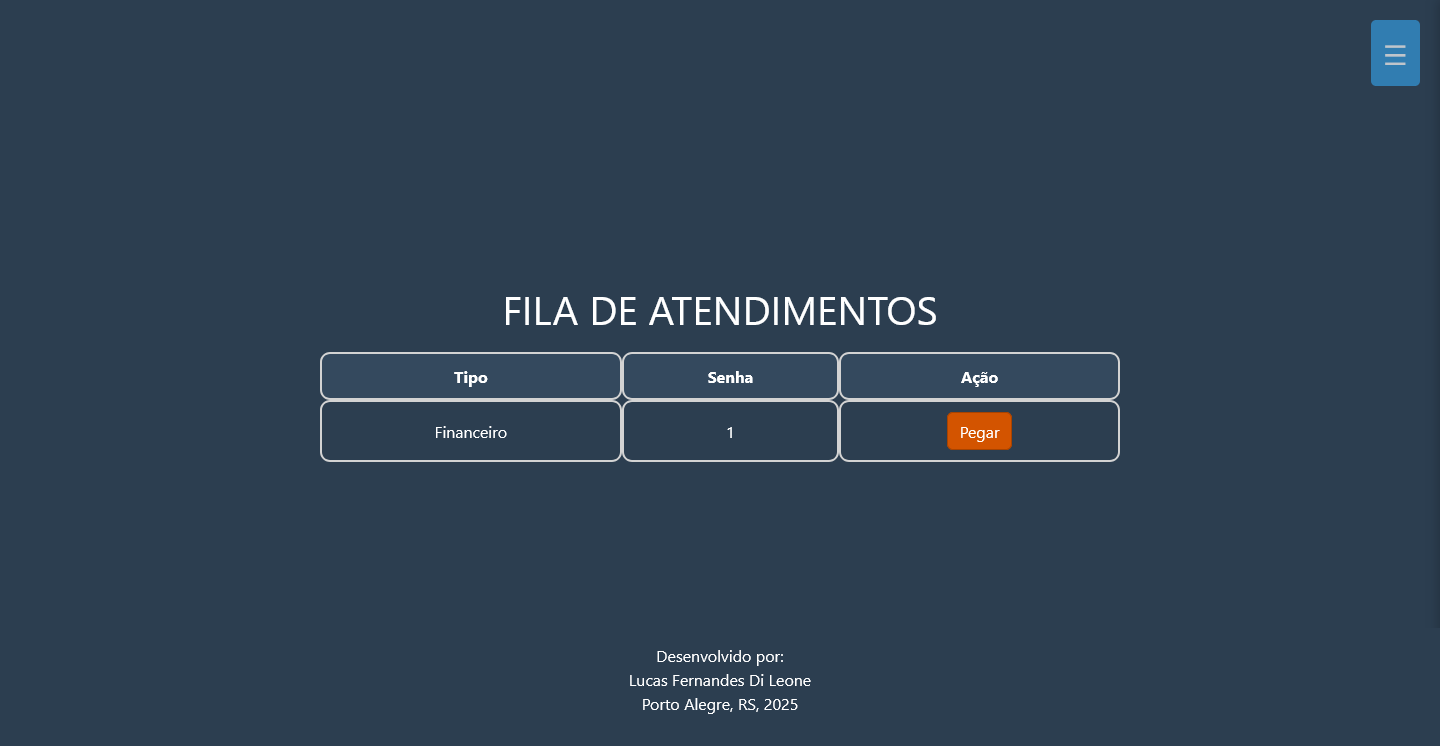 FILA DE ATENDIMENTOS
Tipo Senha Ação
Financeiro 1 Pegar
Desenvolvido por:
Lucas Fernandes Di Leone
Porto Alegre, RS, 2025